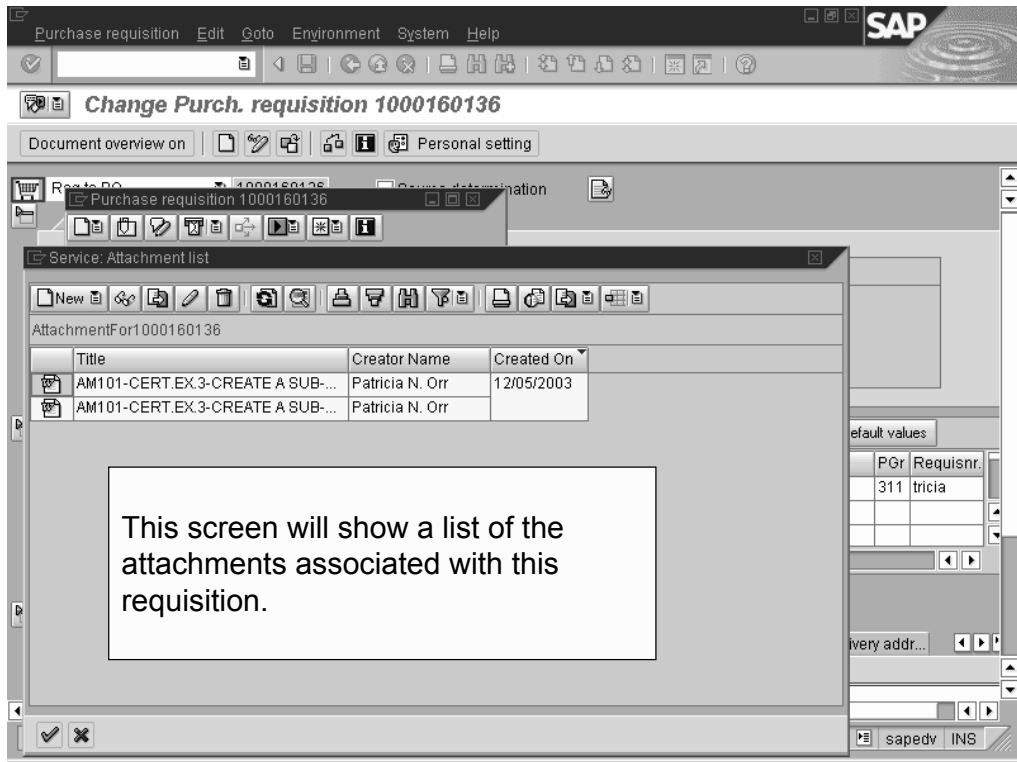 Purchase requisition Edit Goto Environment System Help
SAP
Change Purch. requisition 1000160136
Document overview on Personal setting
1000160136
Purchase requisition 1000160136
Service: Attachment list
New
AttachmentFor1000160136
Title Creator Name Created On
AM101-CERT.EX.3-CREATE A SUB-... Patricia N. Orr 12/05/2003
AM101-CERT.EX.3-CREATE A SUB-... Patricia N. Orr
efault values
PGr Requisnr.
311 tricia
This screen will show a list of the
attachments associated with this
requisition.
ivery addr...
sapedv INS